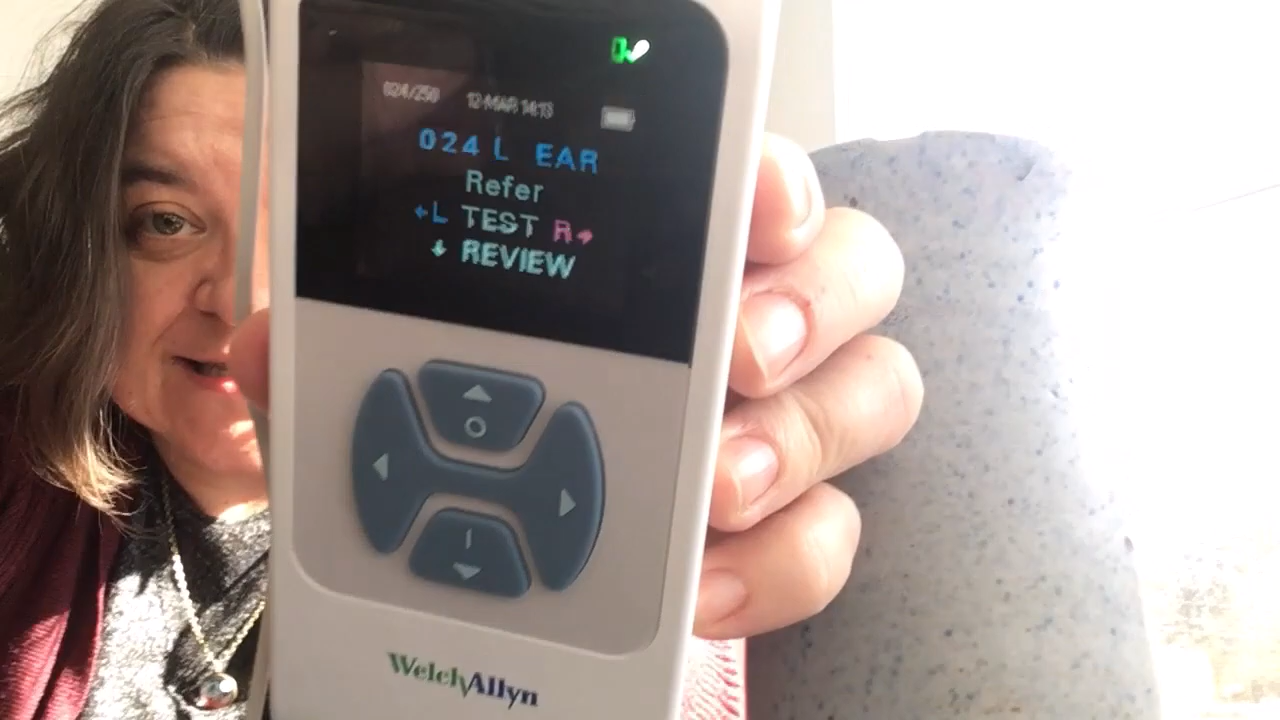 024/250 12-MAR 14:13
024 L EAR
Refer
←L TEST R→
↓ REVIEW
WelchAllyn